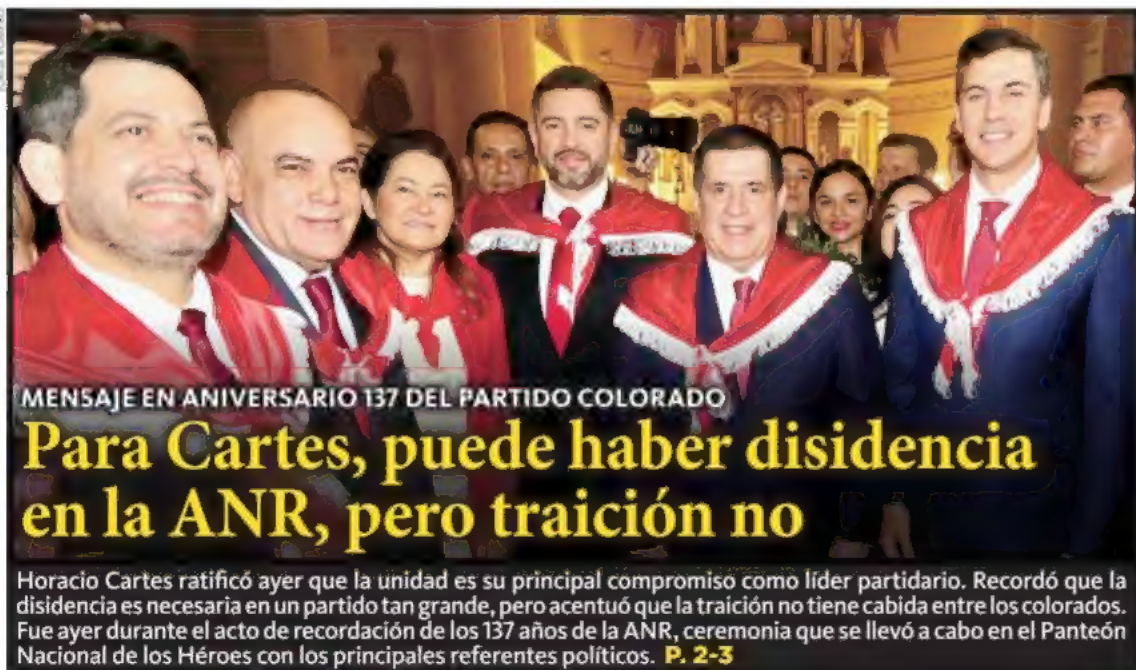 MENSAJE EN ANIVERSARIO 137 DEL PARTIDO COLORADO
Para Cartes, puede haber disidencia
en la ANR, pero traición no
Horacio Cartes ratificó ayer que la unidad es su principal compromiso como líder partidario. Recordó que la
disidencia es necesaria en un partido tan grande, pero acentuó que la traición no tiene cabida entre los colorados.
Fue ayer durante el acto de recordación de los 137 años de la ANR, ceremonia que se llevó a cabo en el Panteón
Nacional de los Héroes con los principales referentes políticos. P. 2-3